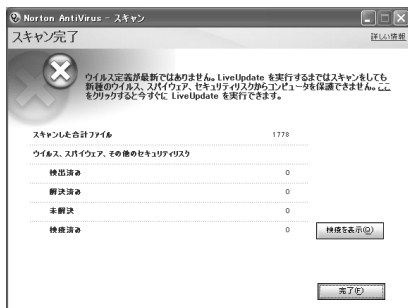 Norton AntiVirus - スキャン
スキャン完了
詳しい情報
ウイルス定義が最新ではありません。LiveUpdate を実行するまではスキャンをしても
新種のウイルス、スパイウェア、セキュリティリスクからコンピュータを保護できません。ここ
をクリックすると今すぐに LiveUpdate を実行できます。
スキャンした合計ファイル 1778
ウイルス、スパイウェア、その他のセキュリティリスク
検出済み 0
解決済み 0
未解決 0
検疫済み 0
検疫を表示(Q)
完了(F)